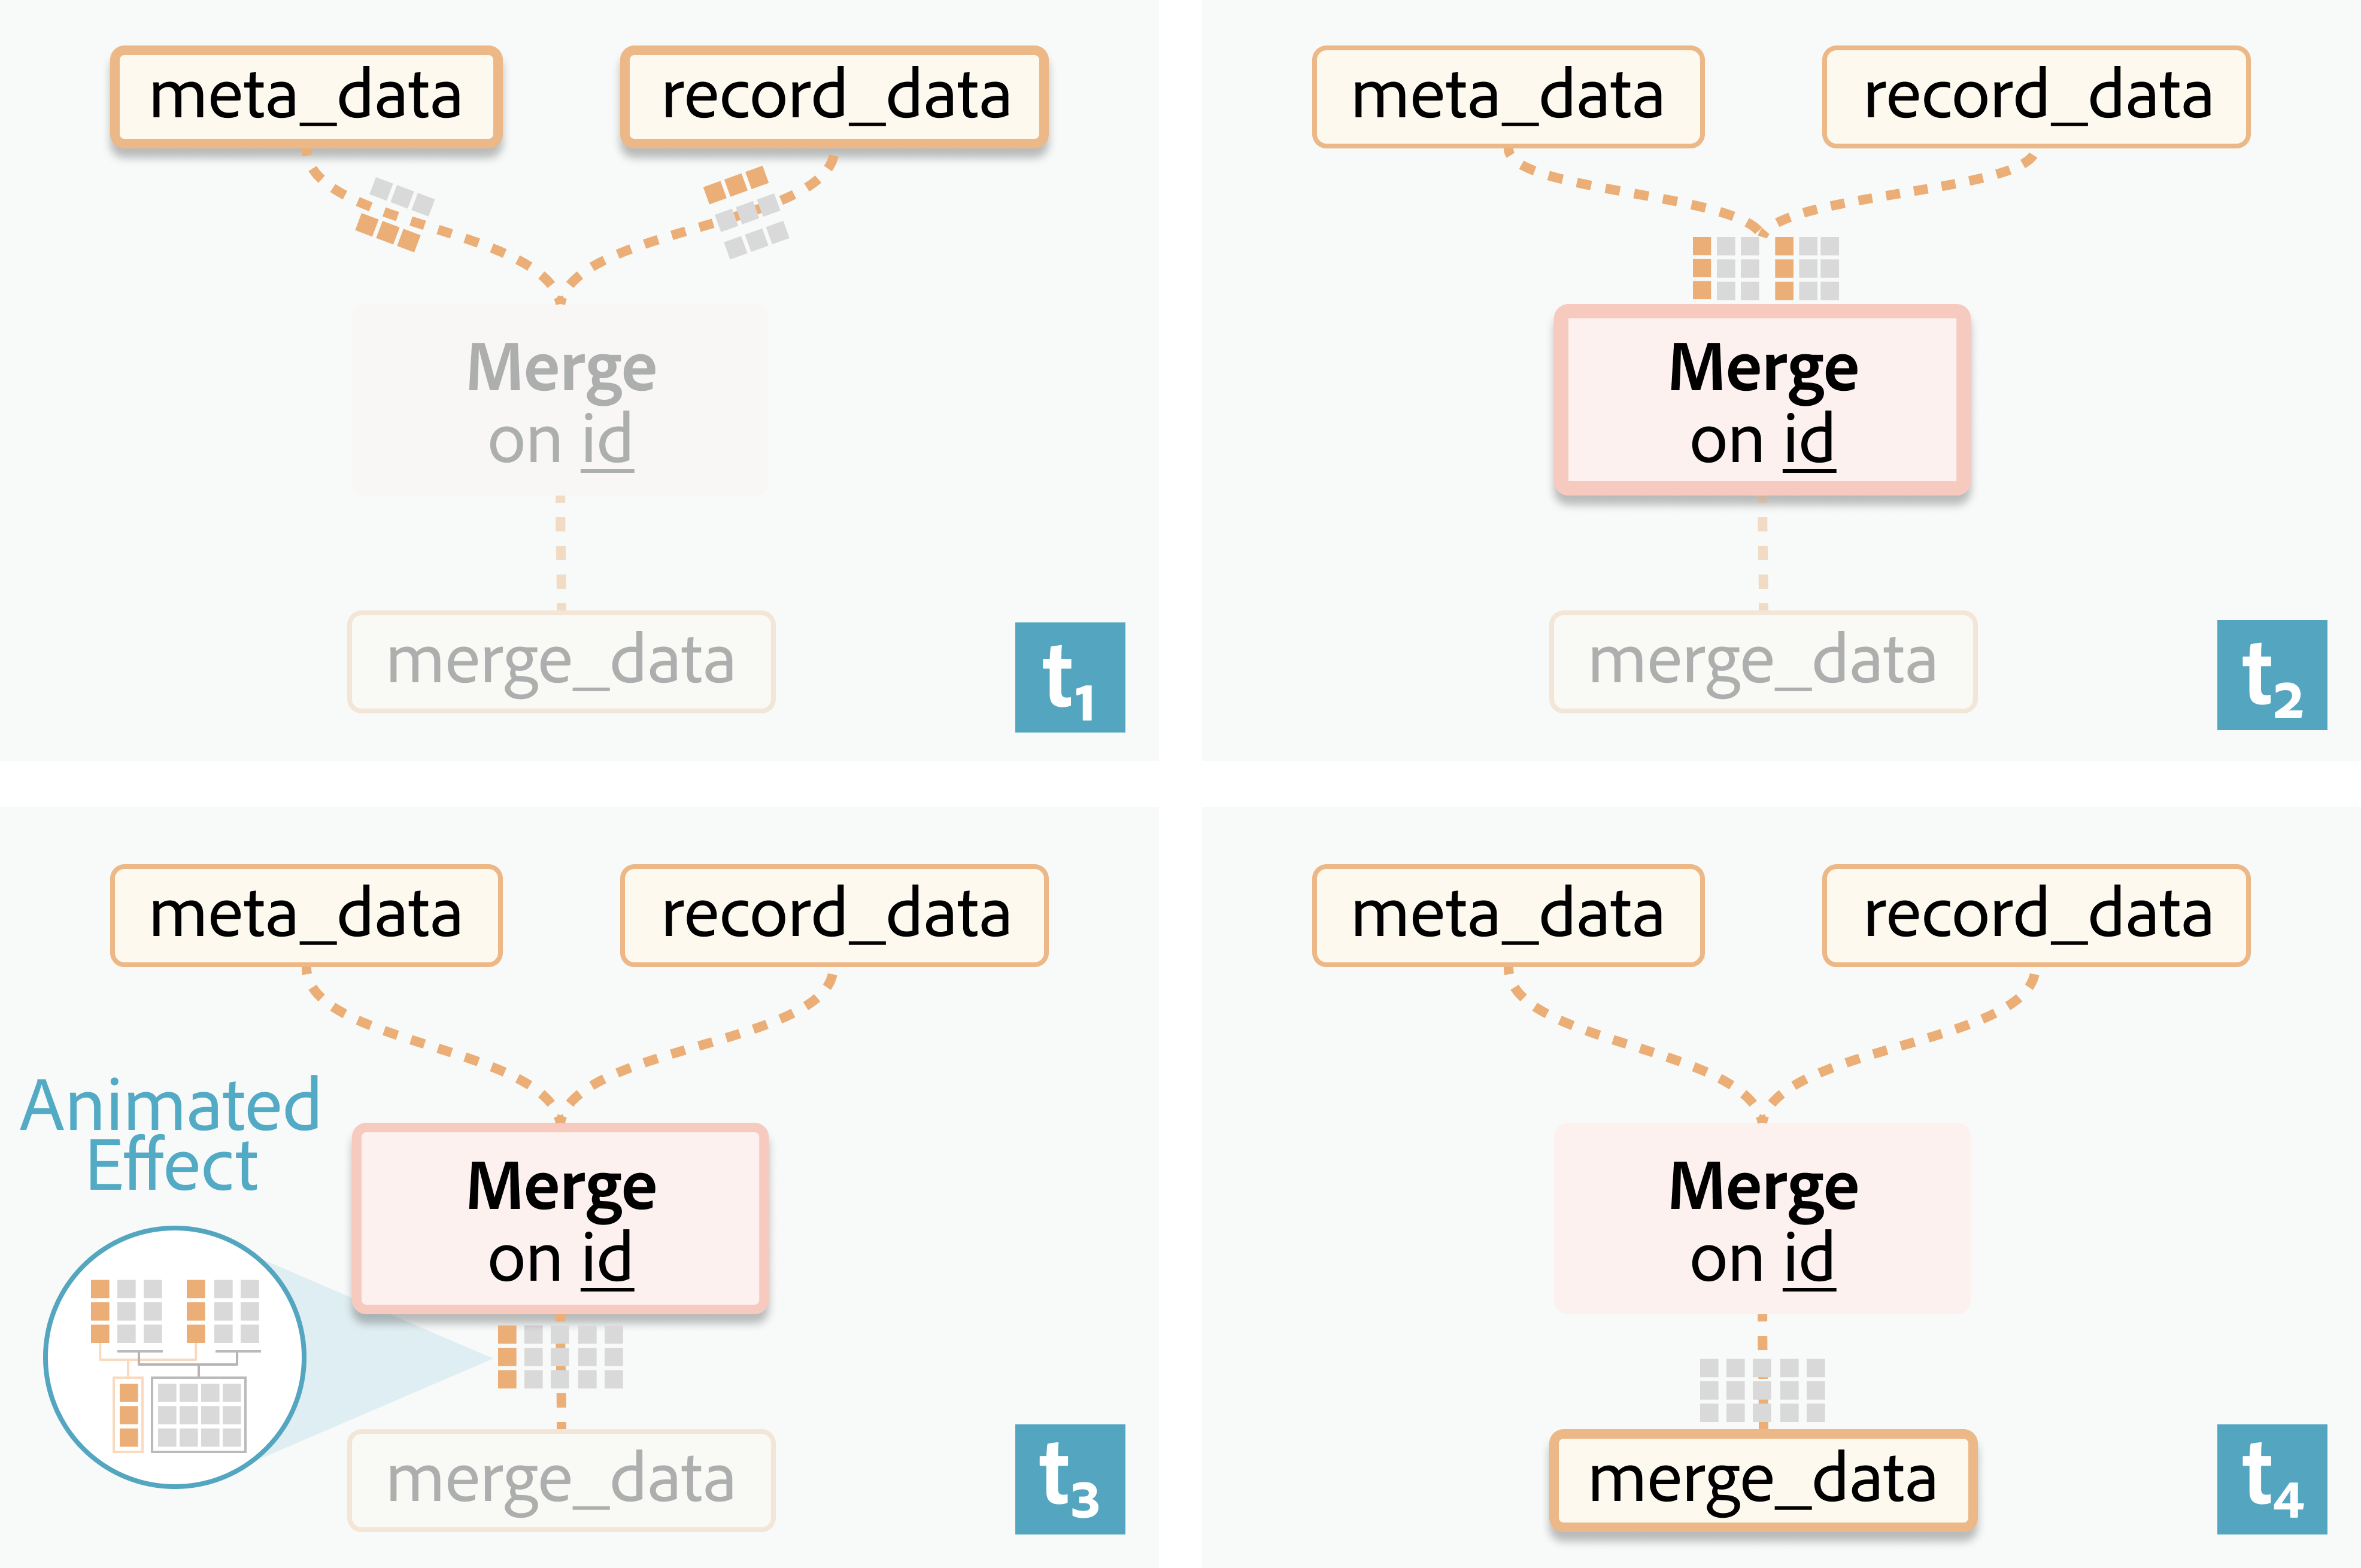 meta_data
record_data
Merge
on id
merge_data
t1
meta_data
record_data
Merge
on id
merge_data
t2
meta_data
record_data
Animated
Effect
Merge
on id
merge_data
t3
meta_data
record_data
Merge
on id
merge_data
t4